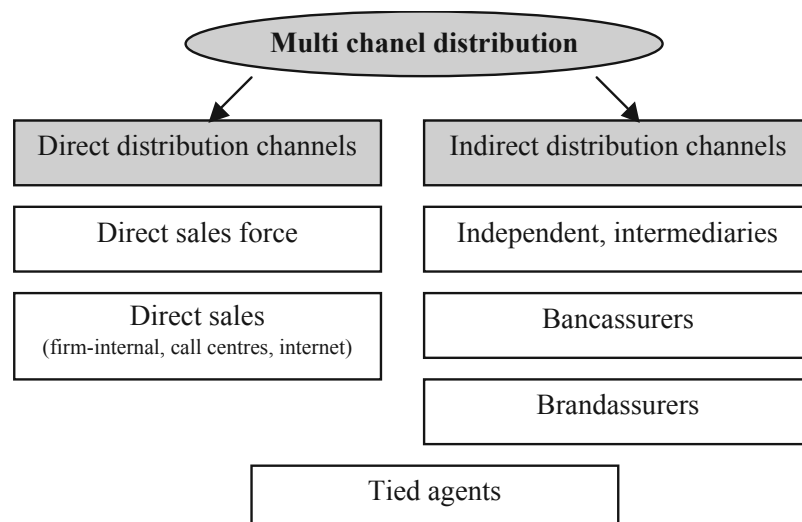 Multi chanel distribution
Direct distribution channels
Indirect distribution channels
Direct sales force
Independent, intermediaries
Direct sales
(firm-internal, call centres, internet)
Bancassurers
Brandassurers
Tied agents